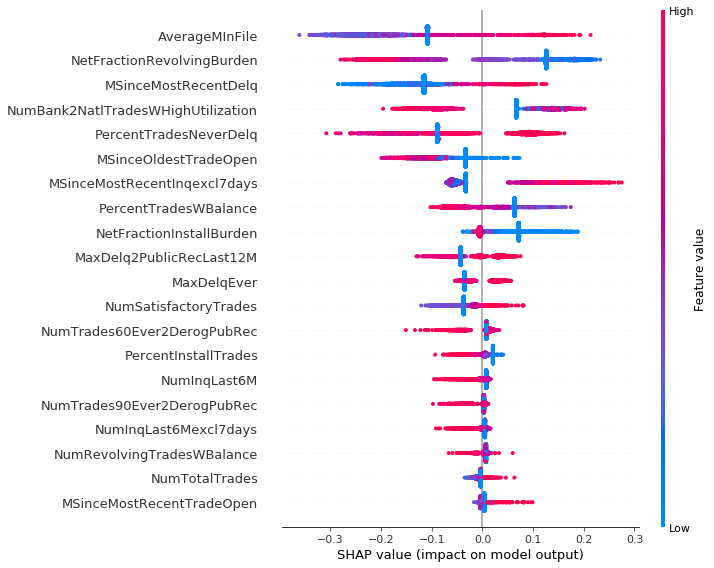 High
AverageMInFile
NetFractionRevolvingBurden
MSinceMostRecentDelq
NumBank2NatlTradesWHighUtilization
PercentTradesNeverDelq
MSinceOldestTradeOpen
MSinceMostRecentInqexcl7days
PercentTradesWBalance
NetFractionInstallBurden
MaxDelq2PublicRecLast12M
MaxDelqEver
NumSatisfactoryTrades
NumTrades60Ever2DerogPubRec
PercentInstallTrades
NumInqLast6M
NumTrades90Ever2DerogPubRec
NumInqLast6Mexcl7days
NumRevolvingTradesWBalance
NumTotalTrades
MSinceMostRecentTradeOpen
Feature value
Low
−0.3 −0.2 −0.1 0.0 0.1 0.2 0.3
SHAP value (impact on model output)